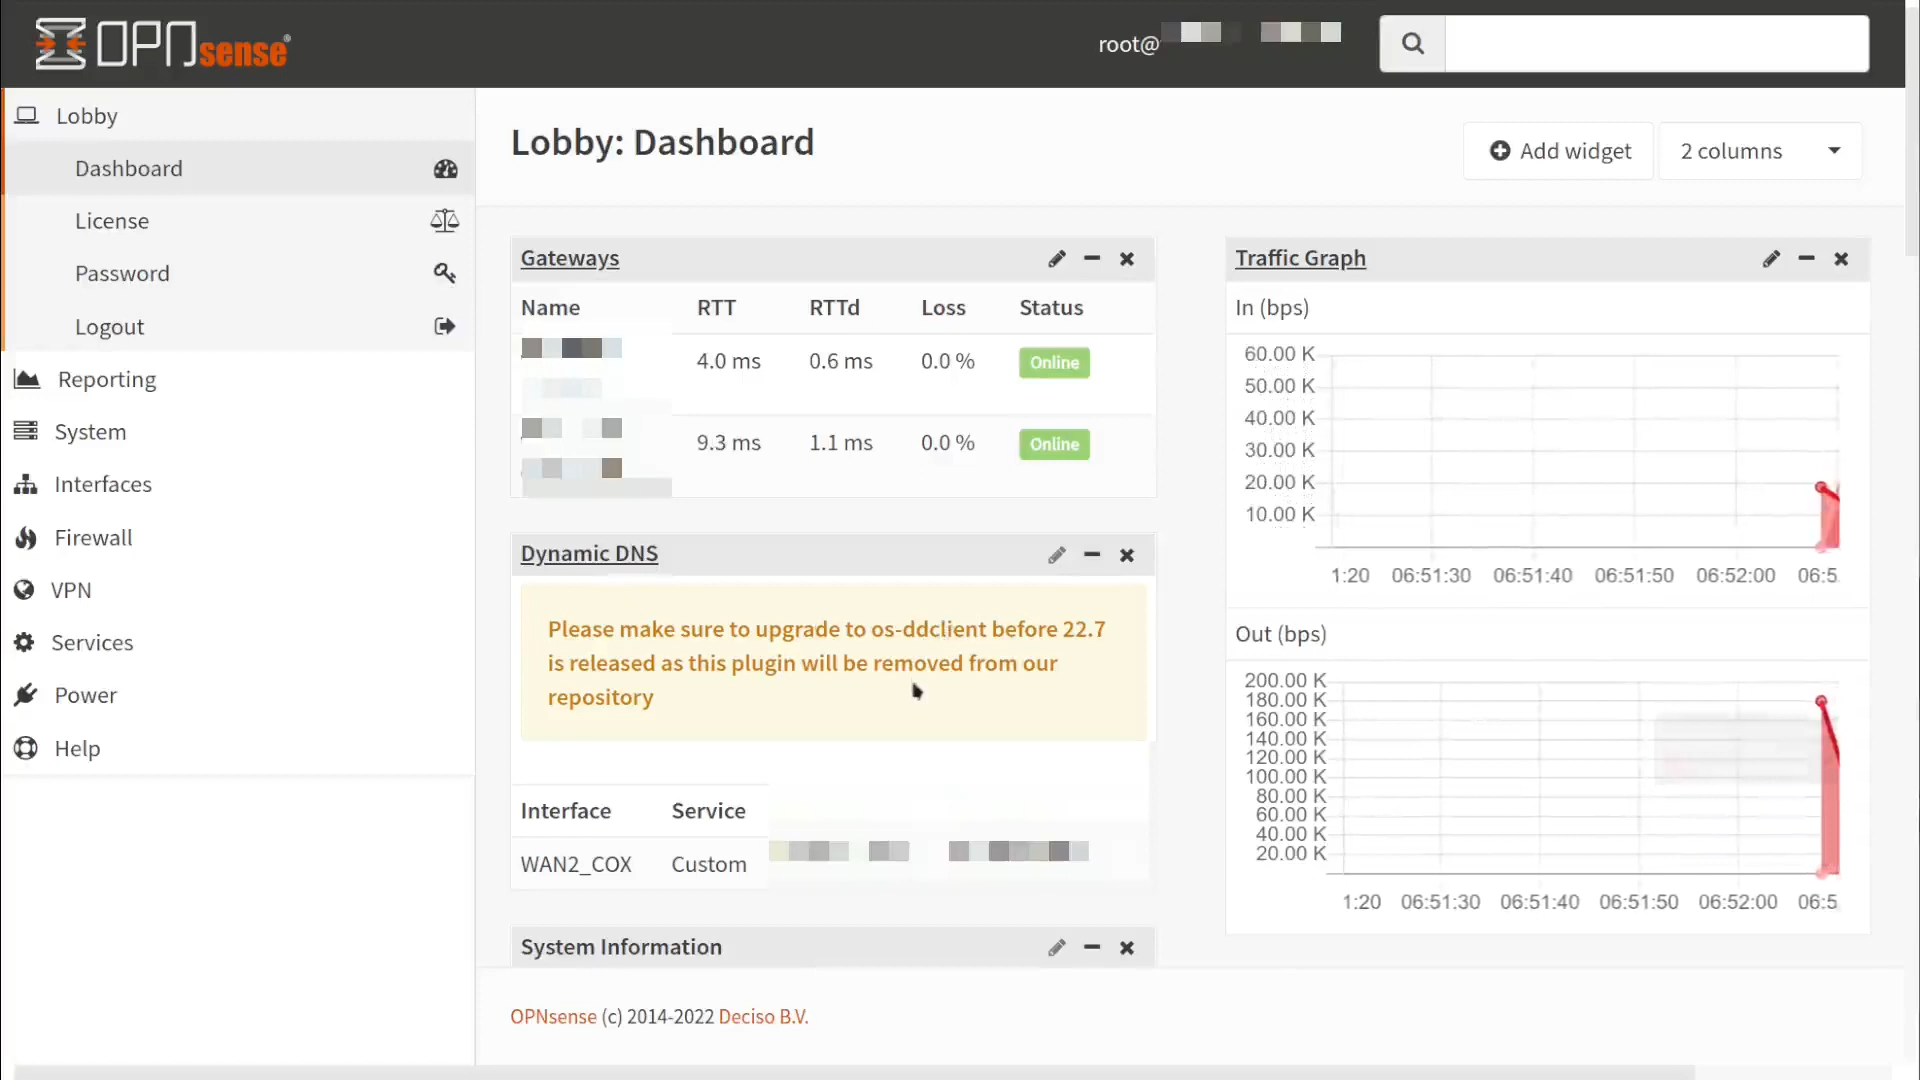 OPNsense®
root@
Lobby
Dashboard
License
Password
Logout
Reporting
System
Interfaces
Firewall
VPN
Services
Power
Help
Lobby: Dashboard
Add widget
2 columns
Gateways
Name RTT RTTd Loss Status
4.0 ms 0.6 ms 0.0 % Online
9.3 ms 1.1 ms 0.0 % Online
Dynamic DNS
Please make sure to upgrade to os-ddclient before 22.7
is released as this plugin will be removed from our
repository
Interface Service
WAN2_COX Custom
System Information
Traffic Graph
In (bps)
60.00 K
50.00 K
40.00 K
30.00 K
20.00 K
10.00 K
1:20 06:51:30 06:51:40 06:51:50 06:52:00 06:5
Out (bps)
200.00 K
180.00 K
160.00 K
140.00 K
120.00 K
100.00 K
80.00 K
60.00 K
40.00 K
20.00 K
1:20 06:51:30 06:51:40 06:51:50 06:52:00 06:5
OPNsense (c) 2014-2022 Deciso B.V.